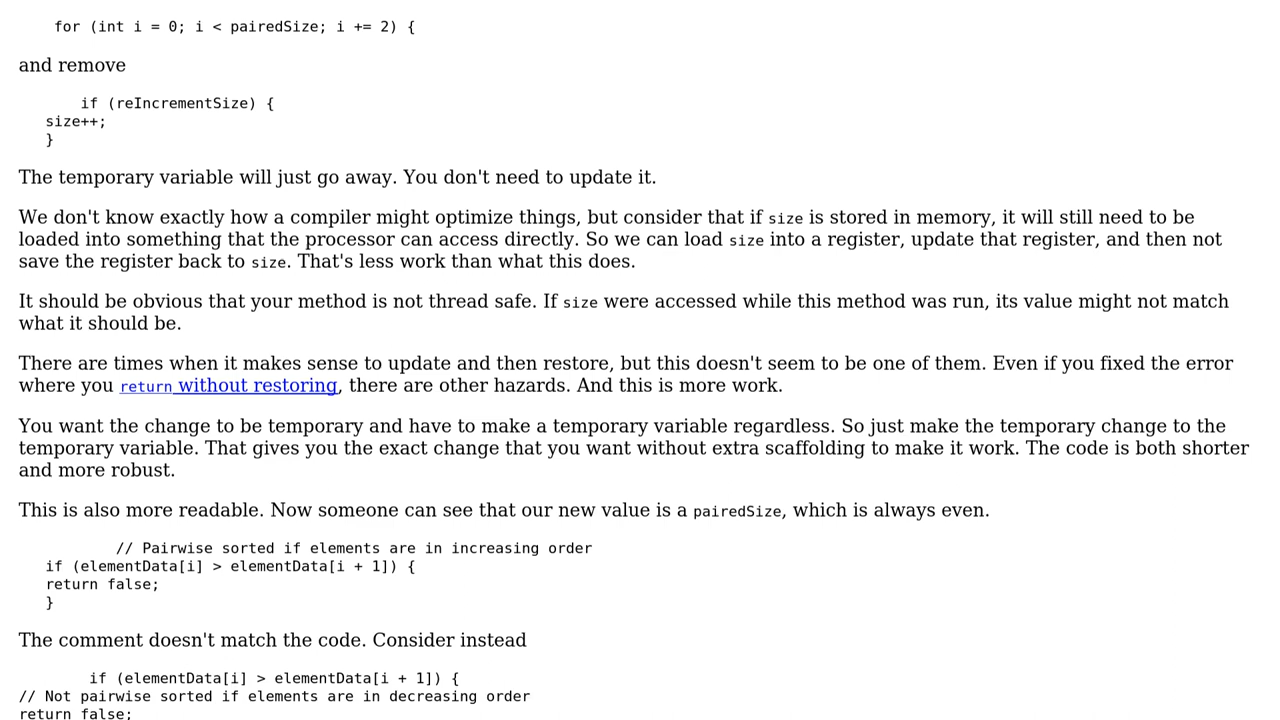 for (int i = 0; i < pairedSize; i += 2) {
and remove
if (reIncrementSize) {
size++;
}
The temporary variable will just go away. You don't need to update it.
We don't know exactly how a compiler might optimize things, but consider that if size is stored in memory, it will still need to be
loaded into something that the processor can access directly. So we can load size into a register, update that register, and then not
save the register back to size. That's less work than what this does.
It should be obvious that your method is not thread safe. If size were accessed while this method was run, its value might not match
what it should be.
There are times when it makes sense to update and then restore, but this doesn't seem to be one of them. Even if you fixed the error
where you return without restoring, there are other hazards. And this is more work.
You want the change to be temporary and have to make a temporary variable regardless. So just make the temporary change to the
temporary variable. That gives you the exact change that you want without extra scaffolding to make it work. The code is both shorter
and more robust.
This is also more readable. Now someone can see that our new value is a pairedSize, which is always even.
// Pairwise sorted if elements are in increasing order
if (elementData[i] > elementData[i + 1]) {
return false;
}
The comment doesn't match the code. Consider instead
if (elementData[i] > elementData[i + 1]) {
// Not pairwise sorted if elements are in decreasing order
return false;